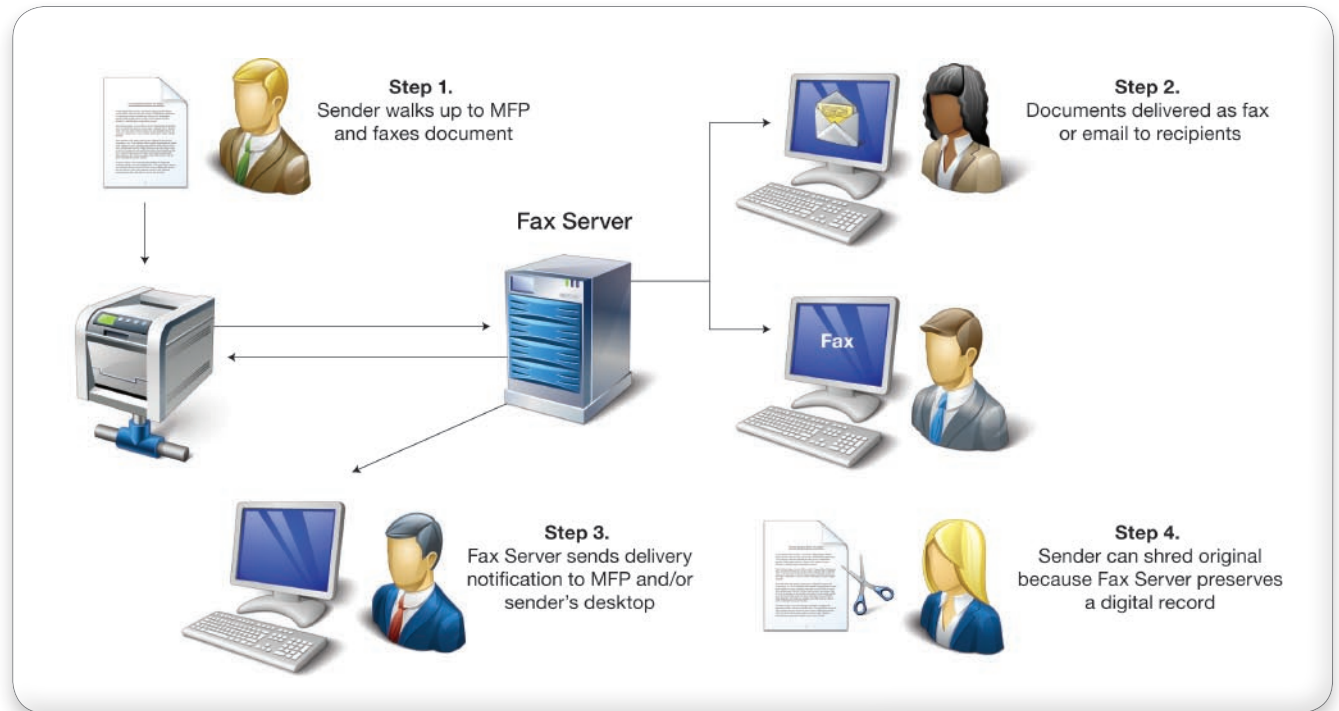 Step 1.
Sender walks up to MFP
and faxes document
Step 2.
Documents delivered as fax
or email to recipients
Fax Server
Fax
Step 3.
Fax Server sends delivery
notification to MFP and/or
sender's desktop
Step 4.
Sender can shred original
because Fax Server preserves
a digital record